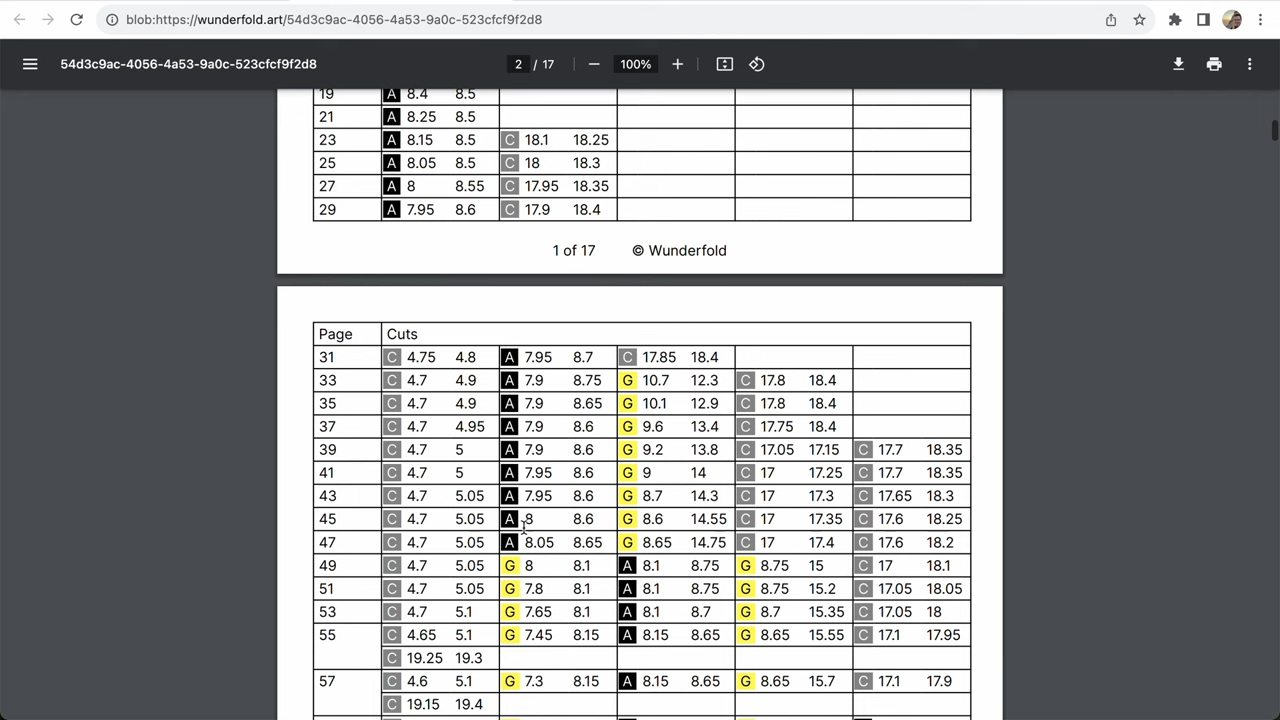 blob:https://wunderfold.art/54d3c9ac-4056-4a53-9a0c-523cfcf9f2d8
54d3c9ac-4056-4a53-9a0c-523cfcf9f2d8 2 / 17 100%
19 A 8.4 8.5
21 A 8.25 8.5
23 A 8.15 8.5 C 18.1 18.25
25 A 8.05 8.5 C 18 18.3
27 A 8 8.55 C 17.95 18.35
29 A 7.95 8.6 C 17.9 18.4
1 of 17 © Wunderfold
Page Cuts
31 C 4.75 4.8 A 7.95 8.7 C 17.85 18.4
33 C 4.7 4.9 A 7.9 8.75 G 10.7 12.3 C 17.8 18.4
35 C 4.7 4.9 A 7.9 8.65 G 10.1 12.9 C 17.8 18.4
37 C 4.7 4.95 A 7.9 8.6 G 9.6 13.4 C 17.75 18.4
39 C 4.7 5 A 7.9 8.6 G 9.2 13.8 C 17.05 17.15 C 17.7 18.35
41 C 4.7 5 A 7.95 8.6 G 9 14 C 17 17.25 C 17.7 18.35
43 C 4.7 5.05 A 7.95 8.6 G 8.7 14.3 C 17 17.3 C 17.65 18.3
45 C 4.7 5.05 A 8 8.6 G 8.6 14.55 C 17 17.35 C 17.6 18.25
47 C 4.7 5.05 A 8.05 8.65 G 8.65 14.75 C 17 17.4 C 17.6 18.2
49 C 4.7 5.05 G 8 8.1 A 8.1 8.75 G 8.75 15 C 17 18.1
51 C 4.7 5.05 G 7.8 8.1 A 8.1 8.75 G 8.75 15.2 C 17.05 18.05
53 C 4.7 5.1 G 7.65 8.1 A 8.1 8.7 G 8.7 15.35 C 17.05 18
55 C 4.65 5.1 G 7.45 8.15 A 8.15 8.65 G 8.65 15.55 C 17.1 17.95
C 19.25 19.3
57 C 4.6 5.1 G 7.3 8.15 A 8.15 8.65 G 8.65 15.7 C 17.1 17.9
C 19.15 19.4